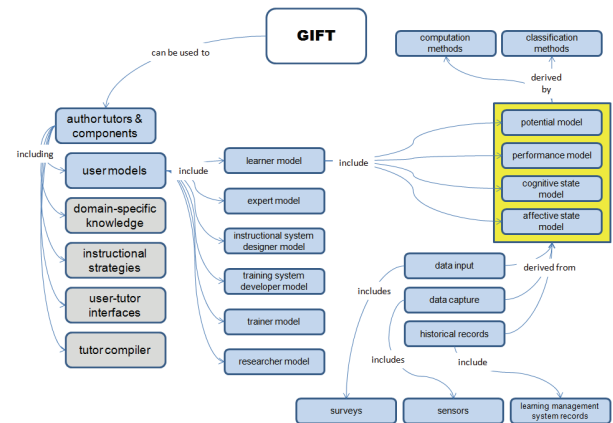 GIFT
computation
methods
classification
methods
can be used to
derived
by
author tutors &
components
potential model
including
user models
include
learner model
include
performance model
cognitive state
model
domain-specific
knowledge
expert model
affective state
model
instructional
strategies
instructional system
designer model
data input
derived from
includes
training system
developer model
data capture
user-tutor
interfaces
historical records
trainer model
tutor compiler
researcher model
includes
include
surveys
sensors
learning management
system records